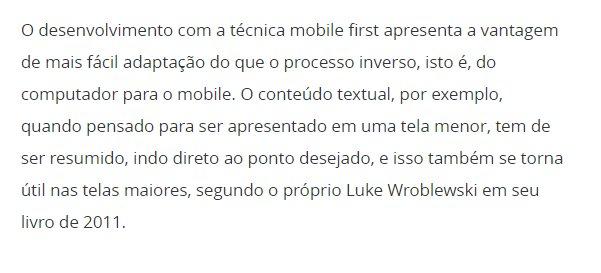 O desenvolvimento com a técnica mobile first apresenta a vantagem
de mais fácil adaptação do que o processo inverso, isto é, do
computador para o mobile. O conteúdo textual, por exemplo,
quando pensado para ser apresentado em uma tela menor, tem de
ser resumido, indo direto ao ponto desejado, e isso também se torna
útil nas telas maiores, segundo o próprio Luke Wroblewski em seu
livro de 2011.